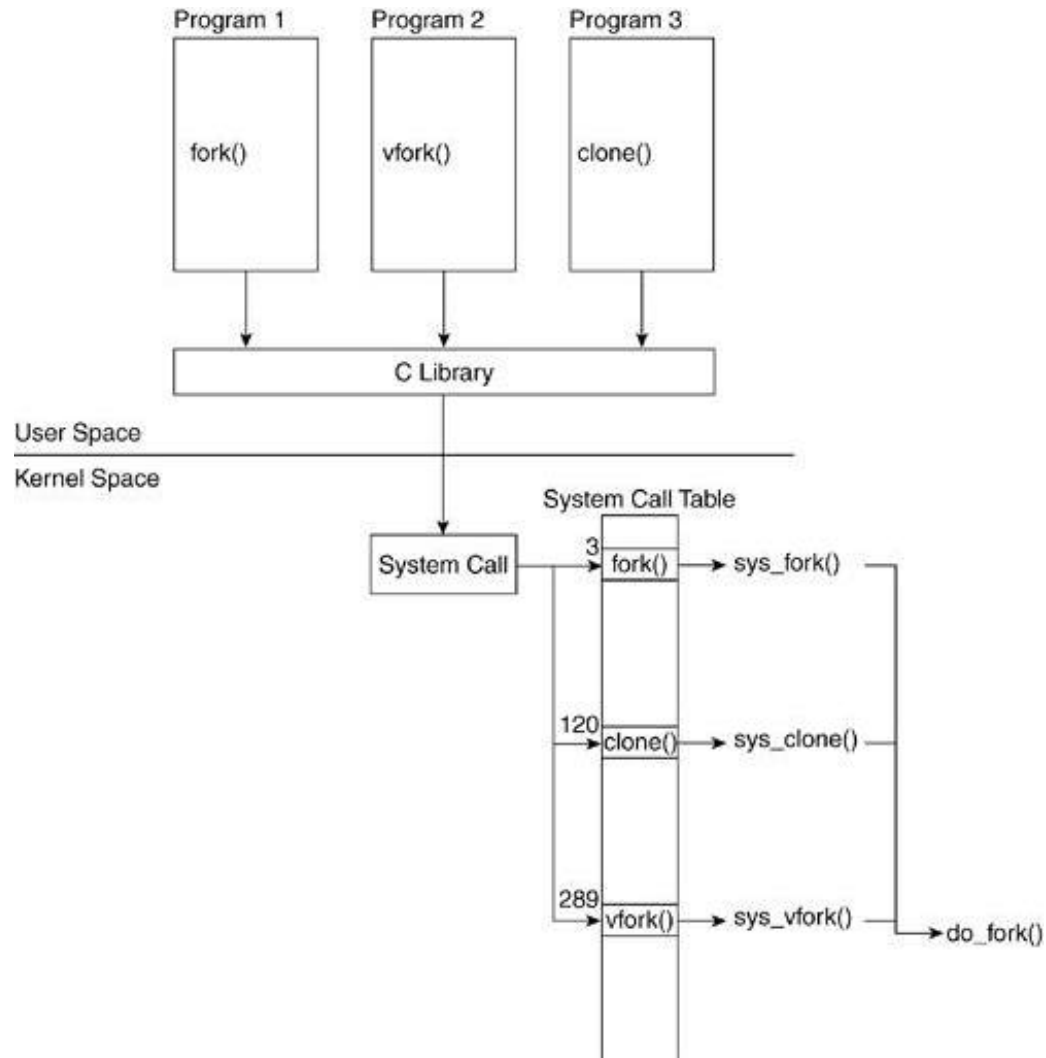 Program 1
Program 2
Program 3
fork()
vfork()
clone()
C Library
User Space
Kernel Space
System Call Table
System Call
3
fork()
sys_fork()
120
clone()
sys_clone()
289
vfork()
sys_vfork()
do_fork()